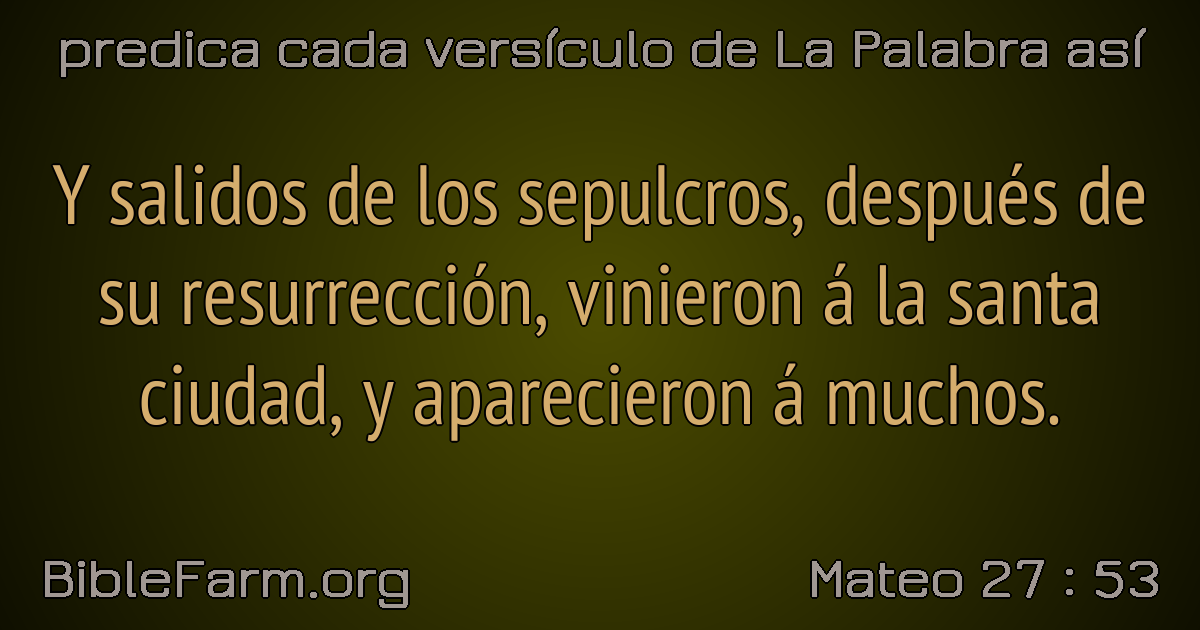 predica cada versículo de La Palabra así
Y salidos de los sepulcros, después de
su resurrección, vinieron á la santa
ciudad, y aparecieron á muchos.
BibleFarm.org
Mateo 27 : 53